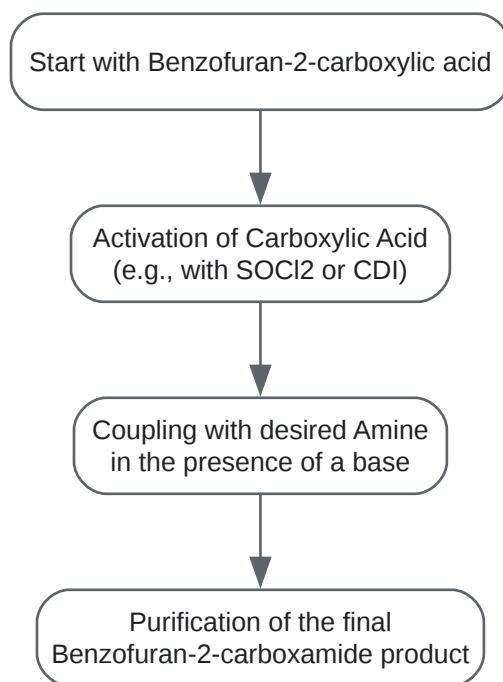 Start with Benzofuran-2-carboxylic acid
Activation of Carboxylic Acid
(e.g., with SOCl2 or CDI)
Coupling with desired Amine
in the presence of a base
Purification of the final
Benzofuran-2-carboxamide product